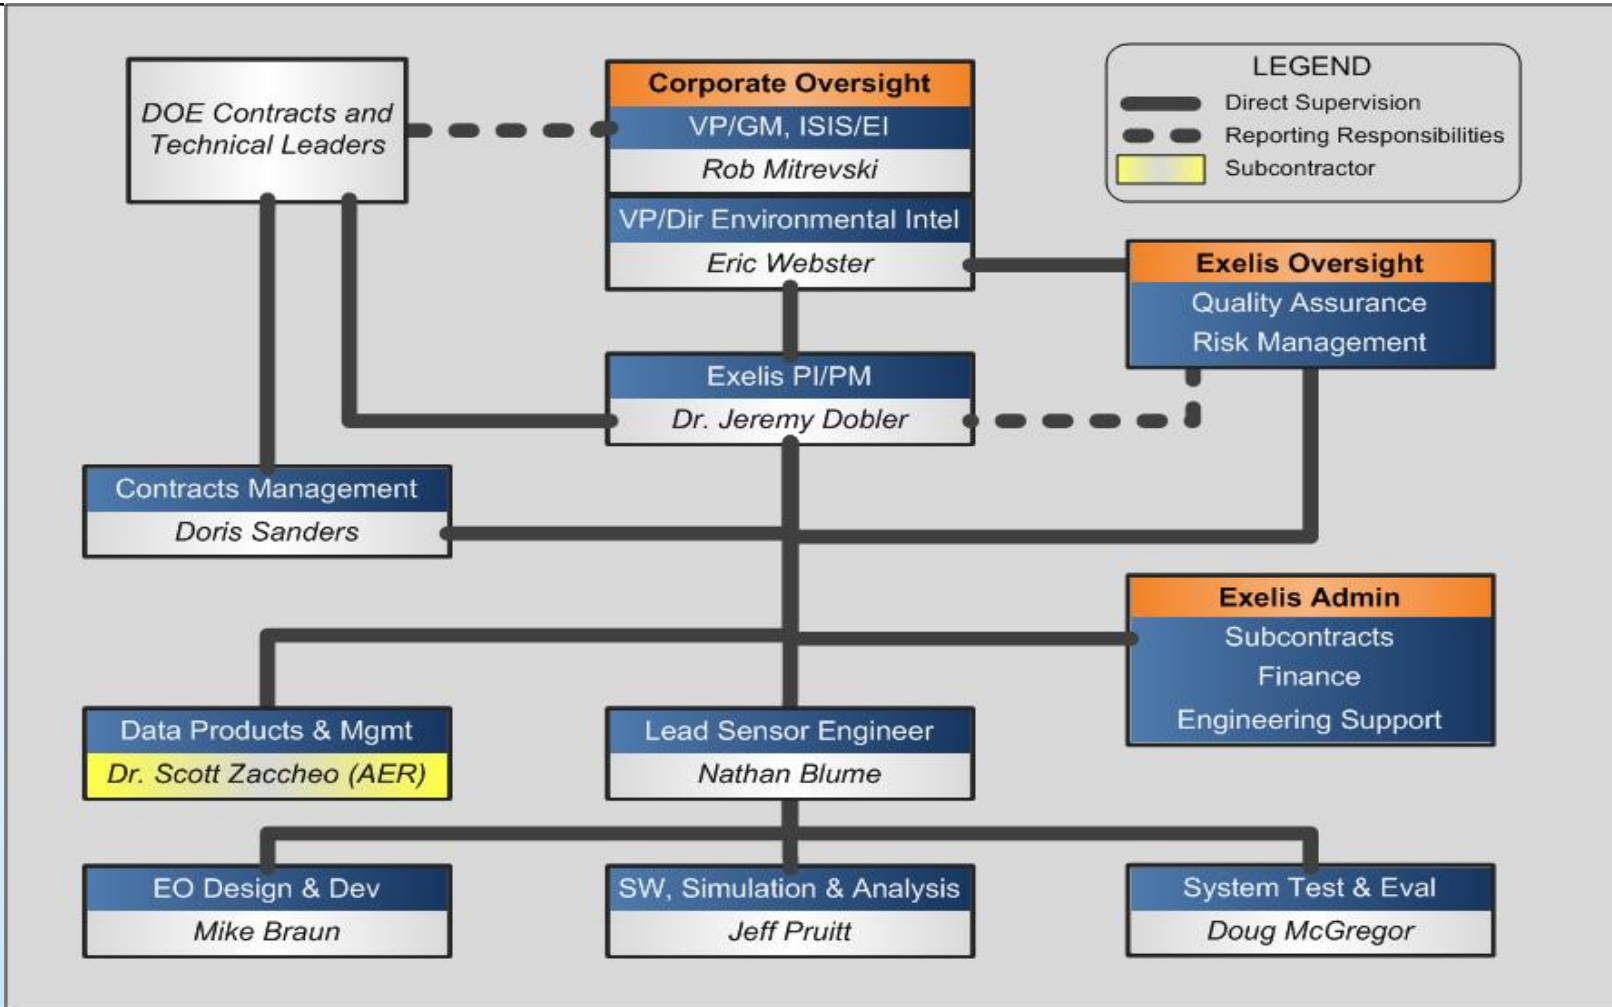 DOE Contracts and
Technical Leaders
Corporate Oversight
VP/GM, ISIS/EI
Rob Mitrevski
VP/Dir Environmental Intel
Eric Webster
LEGEND
Direct Supervision
Reporting Responsibilities
Subcontractor
Exelis Oversight
Quality Assurance
Risk Management
Exelis PI/PM
Dr. Jeremy Dobler
Contracts Management
Doris Sanders
Exelis Admin
Subcontracts
Finance
Engineering Support
Data Products & Mgmt
Dr. Scott Zaccheo (AER)
Lead Sensor Engineer
Nathan Blume
EO Design & Dev
Mike Braun
SW, Simulation & Analysis
Jeff Pruitt
System Test & Eval
Doug McGregor